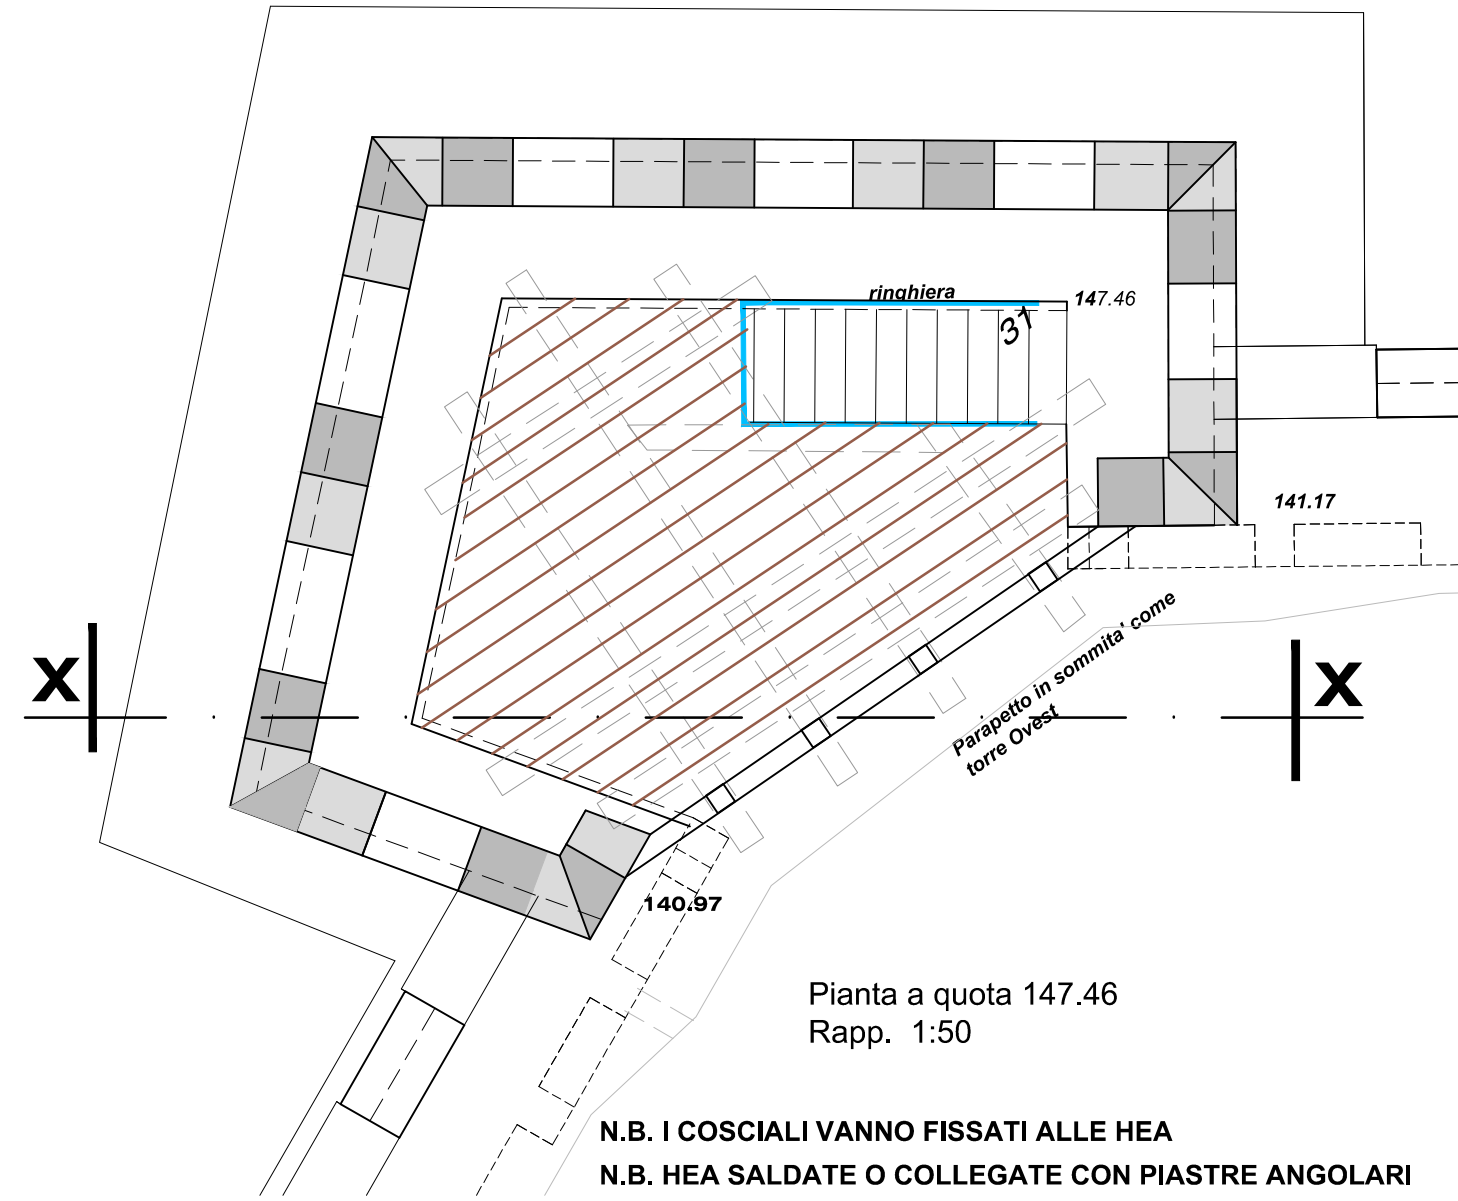 ringhiera
147.46
31
141.17
X
X
Parapetto in sommita' come
torre Ovest
140.97
Pianta a quota 147.46
Rapp. 1:50
N.B. I COSCIALI VANNO FISSATI ALLE HEA
N.B. HEA SALDATE O COLLEGATE CON PIASTRE ANGOLARI